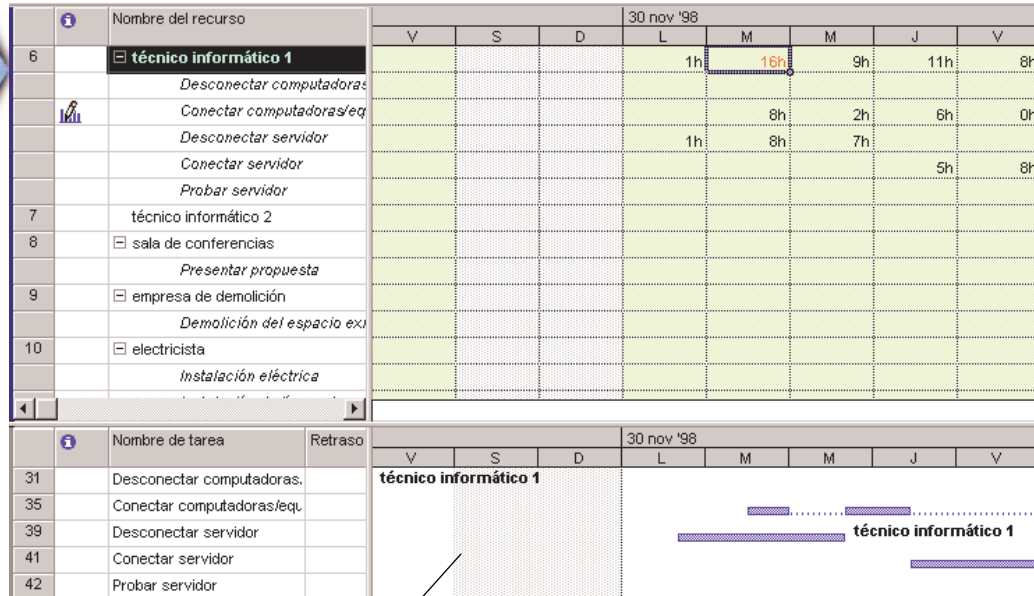 Nombre del recurso 30 nov '98
V S D L M M J V
6 técnico informático 1 1h 16h 9h 11h 8h
Desconectar computadoras
Conectar computadoras/eq 8h 2h 6h 0h
Desconectar servidor 1h 8h 7h
Conectar servidor 5h 8h
Probar servidor
7 técnico informático 2
8 sala de conferencias
Presentar propuesta
9 empresa de demolición
Demolición del espacio exi
10 electricista
Instalación eléctrica
Nombre de tarea Retraso 30 nov '98
V S D L M M J V
31 Desconectar computadoras. técnico informático 1
35 Conectar computadoras/equ
39 Desconectar servidor técnico informático 1
41 Conectar servidor
42 Probar servidor